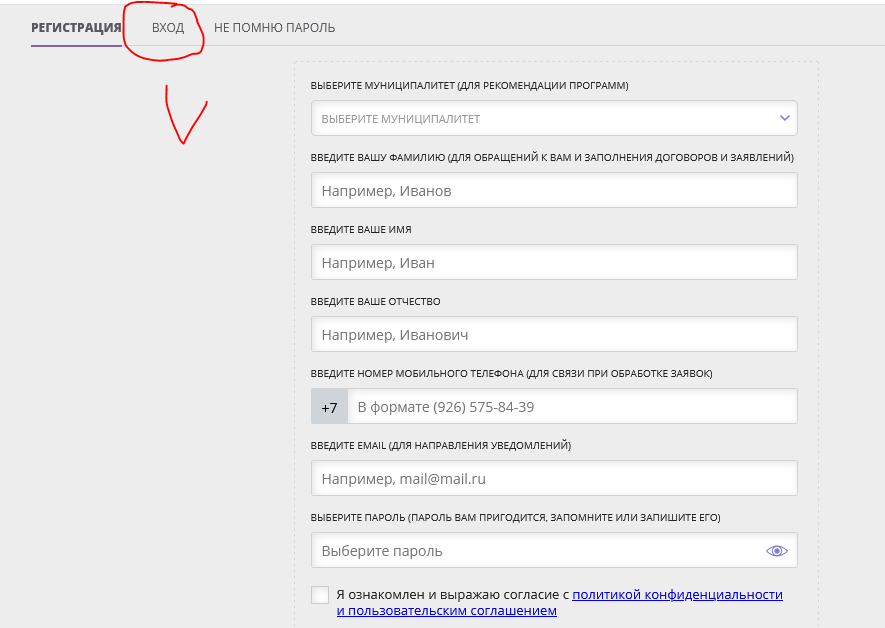 РЕГИСТРАЦИЯ ВХОД НЕ ПОМНЮ ПАРОЛЬ
ВЫБЕРИТЕ МУНИЦИПАЛИТЕТ (ДЛЯ РЕКОМЕНДАЦИИ ПРОГРАММ)
ВЫБЕРИТЕ МУНИЦИПАЛИТЕТ
ВВЕДИТЕ ВАШУ ФАМИЛИЮ (ДЛЯ ОБРАЩЕНИЙ К ВАМ И ЗАПОЛНЕНИЯ ДОГОВОРОВ И ЗАЯВЛЕНИЙ)
Например, Иванов
ВВЕДИТЕ ВАШЕ ИМЯ
Например, Иван
ВВЕДИТЕ ВАШЕ ОТЧЕСТВО
Например, Иванович
ВВЕДИТЕ НОМЕР МОБИЛЬНОГО ТЕЛЕФОНА (ДЛЯ СВЯЗИ ПРИ ОБРАБОТКЕ ЗАЯВОК)
+7 В формате (926) 575-84-39
ВВЕДИТЕ EMAIL (ДЛЯ НАПРАВЛЕНИЯ УВЕДОМЛЕНИЙ)
Например, mail@mail.ru
ВЫБЕРИТЕ ПАРОЛЬ (ПАРОЛЬ ВАМ ПРИГОДИТСЯ, ЗАПОМНИТЕ ИЛИ ЗАПИШИТЕ ЕГО)
Выберите пароль
Я ознакомлен и выражаю согласие с политикой конфиденциальности
и пользовательским соглашением